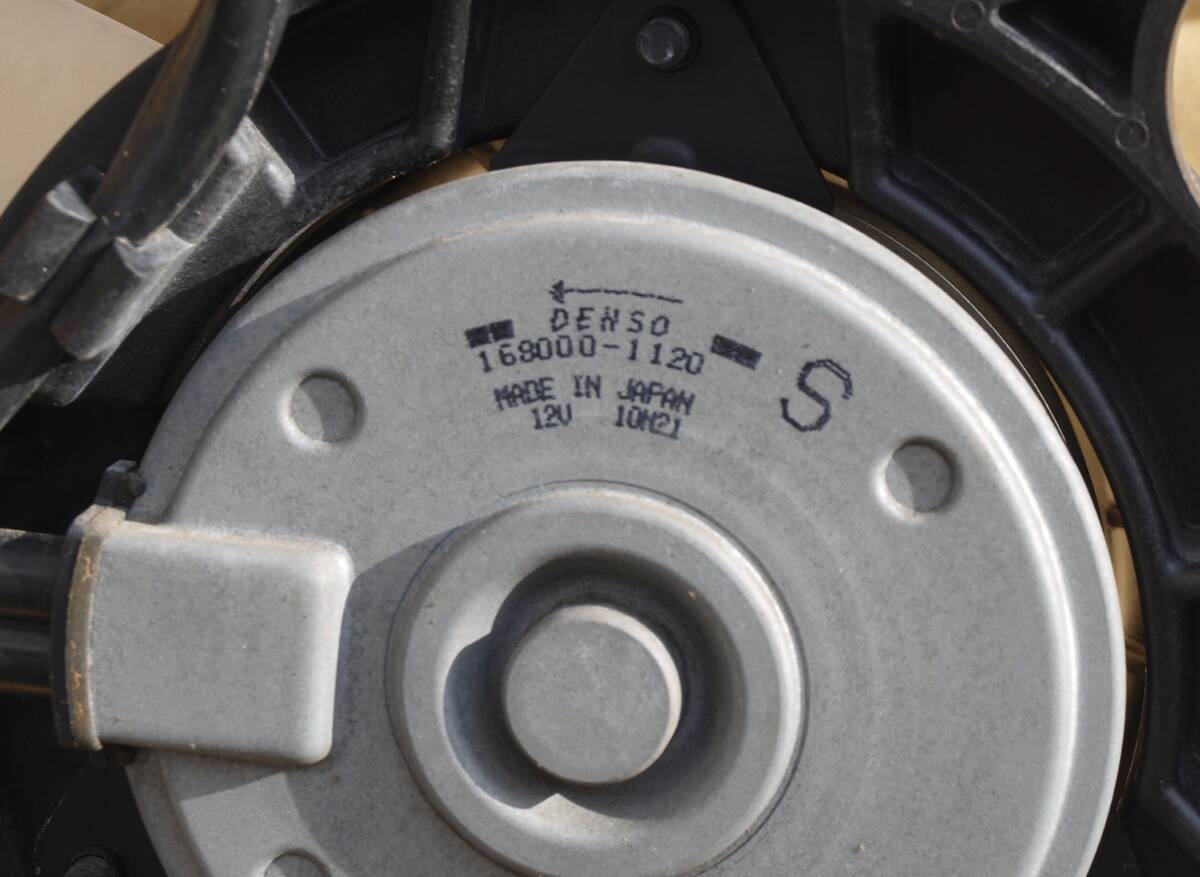 DENSO
168000-1120
S
MADE IN JAPAN
12V 10M21